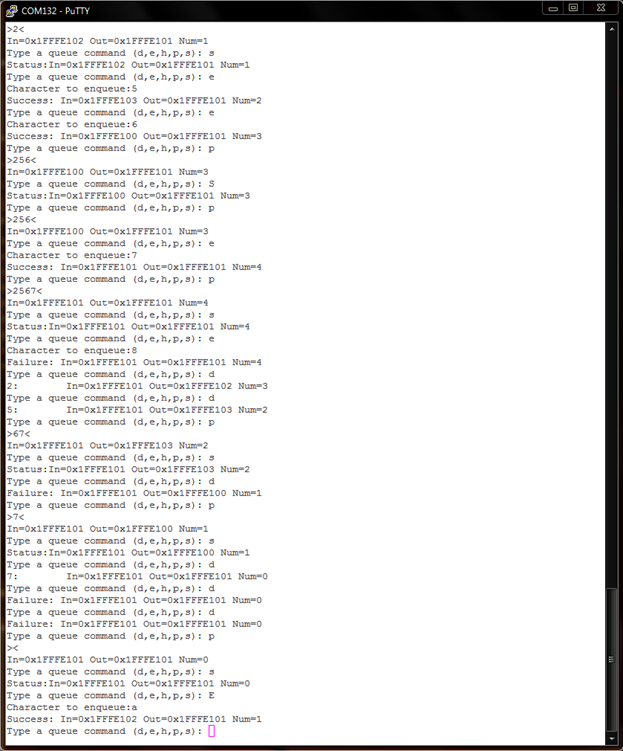 COM132 - PuTTY
>2<
In=0x1FFFE102 Out=0x1FFFE101 Num=1
Type a queue command (d,e,h,p,s): s
Status:In=0x1FFFE102 Out=0x1FFFE101 Num=1
Type a queue command (d,e,h,p,s): e
Character to enqueue:5
Success: In=0x1FFFE103 Out=0x1FFFE101 Num=2
Type a queue command (d,e,h,p,s): e
Character to enqueue:6
Success: In=0x1FFFE100 Out=0x1FFFE101 Num=3
Type a queue command (d,e,h,p,s): p
>256<
In=0x1FFFE100 Out=0x1FFFE101 Num=3
Type a queue command (d,e,h,p,s): S
Status:In=0x1FFFE100 Out=0x1FFFE101 Num=3
Type a queue command (d,e,h,p,s): p
>256<
In=0x1FFFE100 Out=0x1FFFE101 Num=3
Type a queue command (d,e,h,p,s): e
Character to enqueue:7
Success: In=0x1FFFE101 Out=0x1FFFE101 Num=4
Type a queue command (d,e,h,p,s): p
>2567<
In=0x1FFFE101 Out=0x1FFFE101 Num=4
Type a queue command (d,e,h,p,s): s
Status:In=0x1FFFE101 Out=0x1FFFE101 Num=4
Type a queue command (d,e,h,p,s): e
Character to enqueue:8
Failure: In=0x1FFFE101 Out=0x1FFFE101 Num=4
Type a queue command (d,e,h,p,s): d
2:        In=0x1FFFE101 Out=0x1FFFE102 Num=3
Type a queue command (d,e,h,p,s): d
5:        In=0x1FFFE101 Out=0x1FFFE103 Num=2
Type a queue command (d,e,h,p,s): p
>67<
In=0x1FFFE101 Out=0x1FFFE103 Num=2
Type a queue command (d,e,h,p,s): s
Status:In=0x1FFFE101 Out=0x1FFFE103 Num=2
Type a queue command (d,e,h,p,s): d
Failure: In=0x1FFFE101 Out=0x1FFFE100 Num=1
Type a queue command (d,e,h,p,s): p
>7<
In=0x1FFFE101 Out=0x1FFFE100 Num=1
Type a queue command (d,e,h,p,s): s
Status:In=0x1FFFE101 Out=0x1FFFE100 Num=1
Type a queue command (d,e,h,p,s): d
7:        In=0x1FFFE101 Out=0x1FFFE101 Num=0
Type a queue command (d,e,h,p,s): d
Failure: In=0x1FFFE101 Out=0x1FFFE101 Num=0
Type a queue command (d,e,h,p,s): d
Failure: In=0x1FFFE101 Out=0x1FFFE101 Num=0
Type a queue command (d,e,h,p,s): p
><
In=0x1FFFE101 Out=0x1FFFE101 Num=0
Type a queue command (d,e,h,p,s): s
Status:In=0x1FFFE101 Out=0x1FFFE101 Num=0
Type a queue command (d,e,h,p,s): E
Character to enqueue:a
Success: In=0x1FFFE102 Out=0x1FFFE101 Num=1
Type a queue command (d,e,h,p,s):